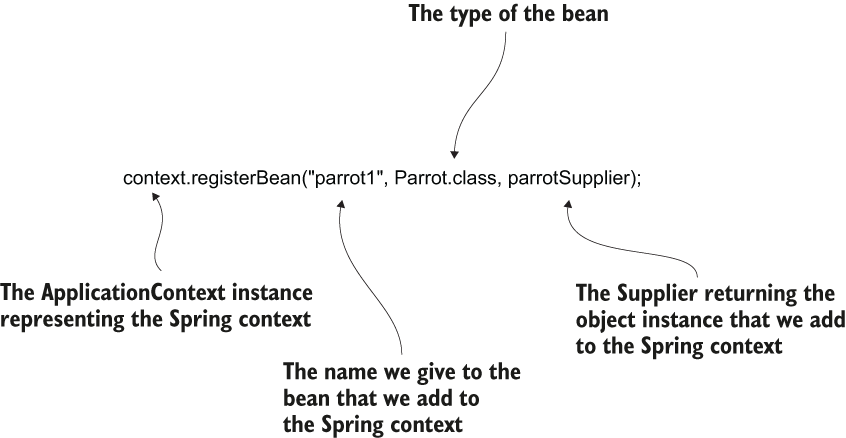 The type of the bean
context.registerBean("parrot1", Parrot.class, parrotSupplier);
The ApplicationContext instance
representing the Spring context
The name we give to the
bean that we add to
the Spring context
The Supplier returning the
object instance that we add
to the Spring context